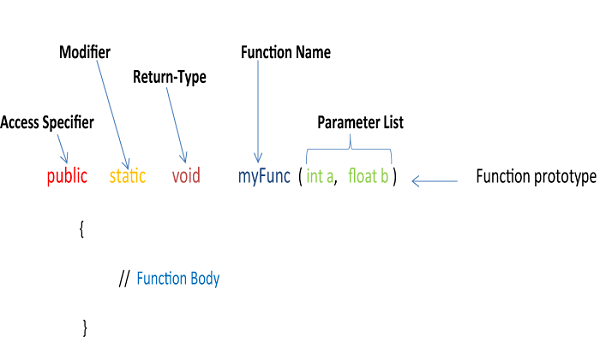 Modifier
Function Name
Return-Type
Access Specifier
Parameter List
public static void myFunc ( int a, float b )
Function prototype
{
// Function Body
}